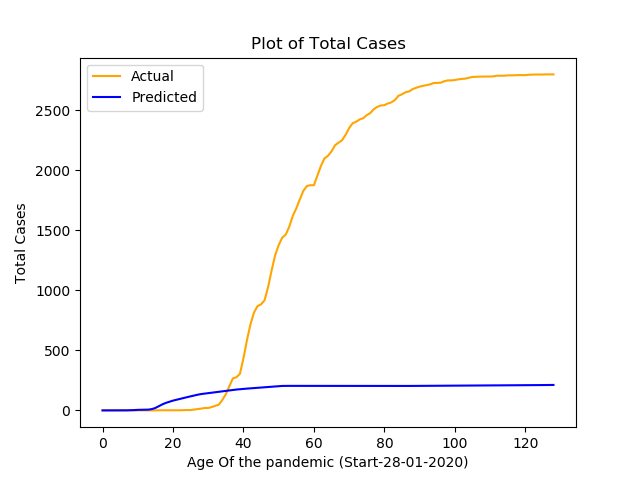 Plot of Total Cases
Actual
Predicted
2500
2000
1500
1000
500
0
Total Cases
0 20 40 60 80 100 120
Age Of the pandemic (Start-28-01-2020)